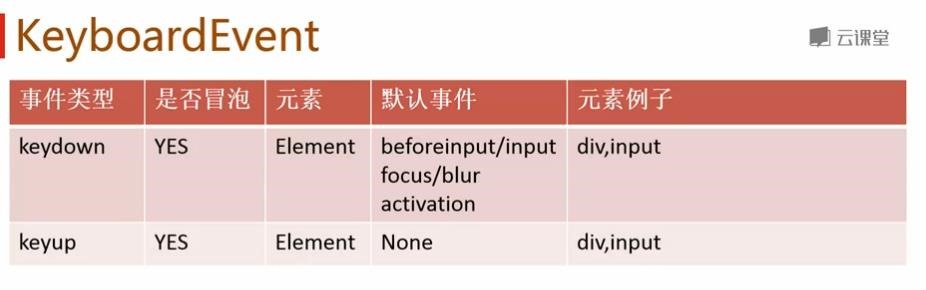 KeyboardEvent
云课堂
事件类型 是否冒泡 元素 默认事件 元素例子
keydown YES Element beforeinput/input div,input
focus/blur
activation
keyup YES Element None div,input